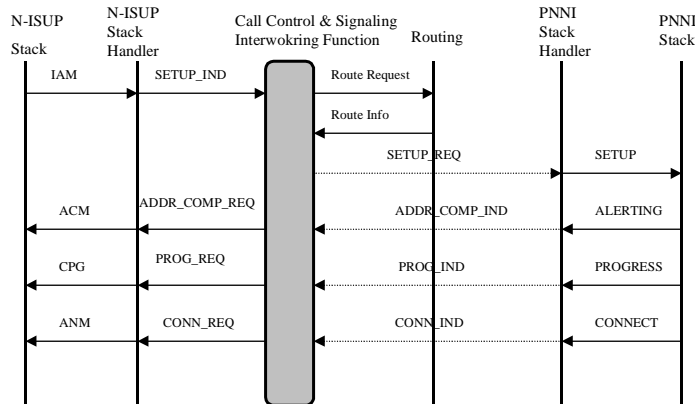 N-ISUP
Stack
N-ISUP
Stack
Handler
Call Control & Signaling
Interwokring Function
Routing
PNNI
Stack
Handler
PNNI
Stack
IAM
SETUP_IND
Route Request
Route Info
SETUP_REQ
SETUP
ACM
ADDR_COMP_REQ
ADDR_COMP_IND
ALERTING
CPG
PROG_REQ
PROG_IND
PROGRESS
ANM
CONN_REQ
CONN_IND
CONNECT